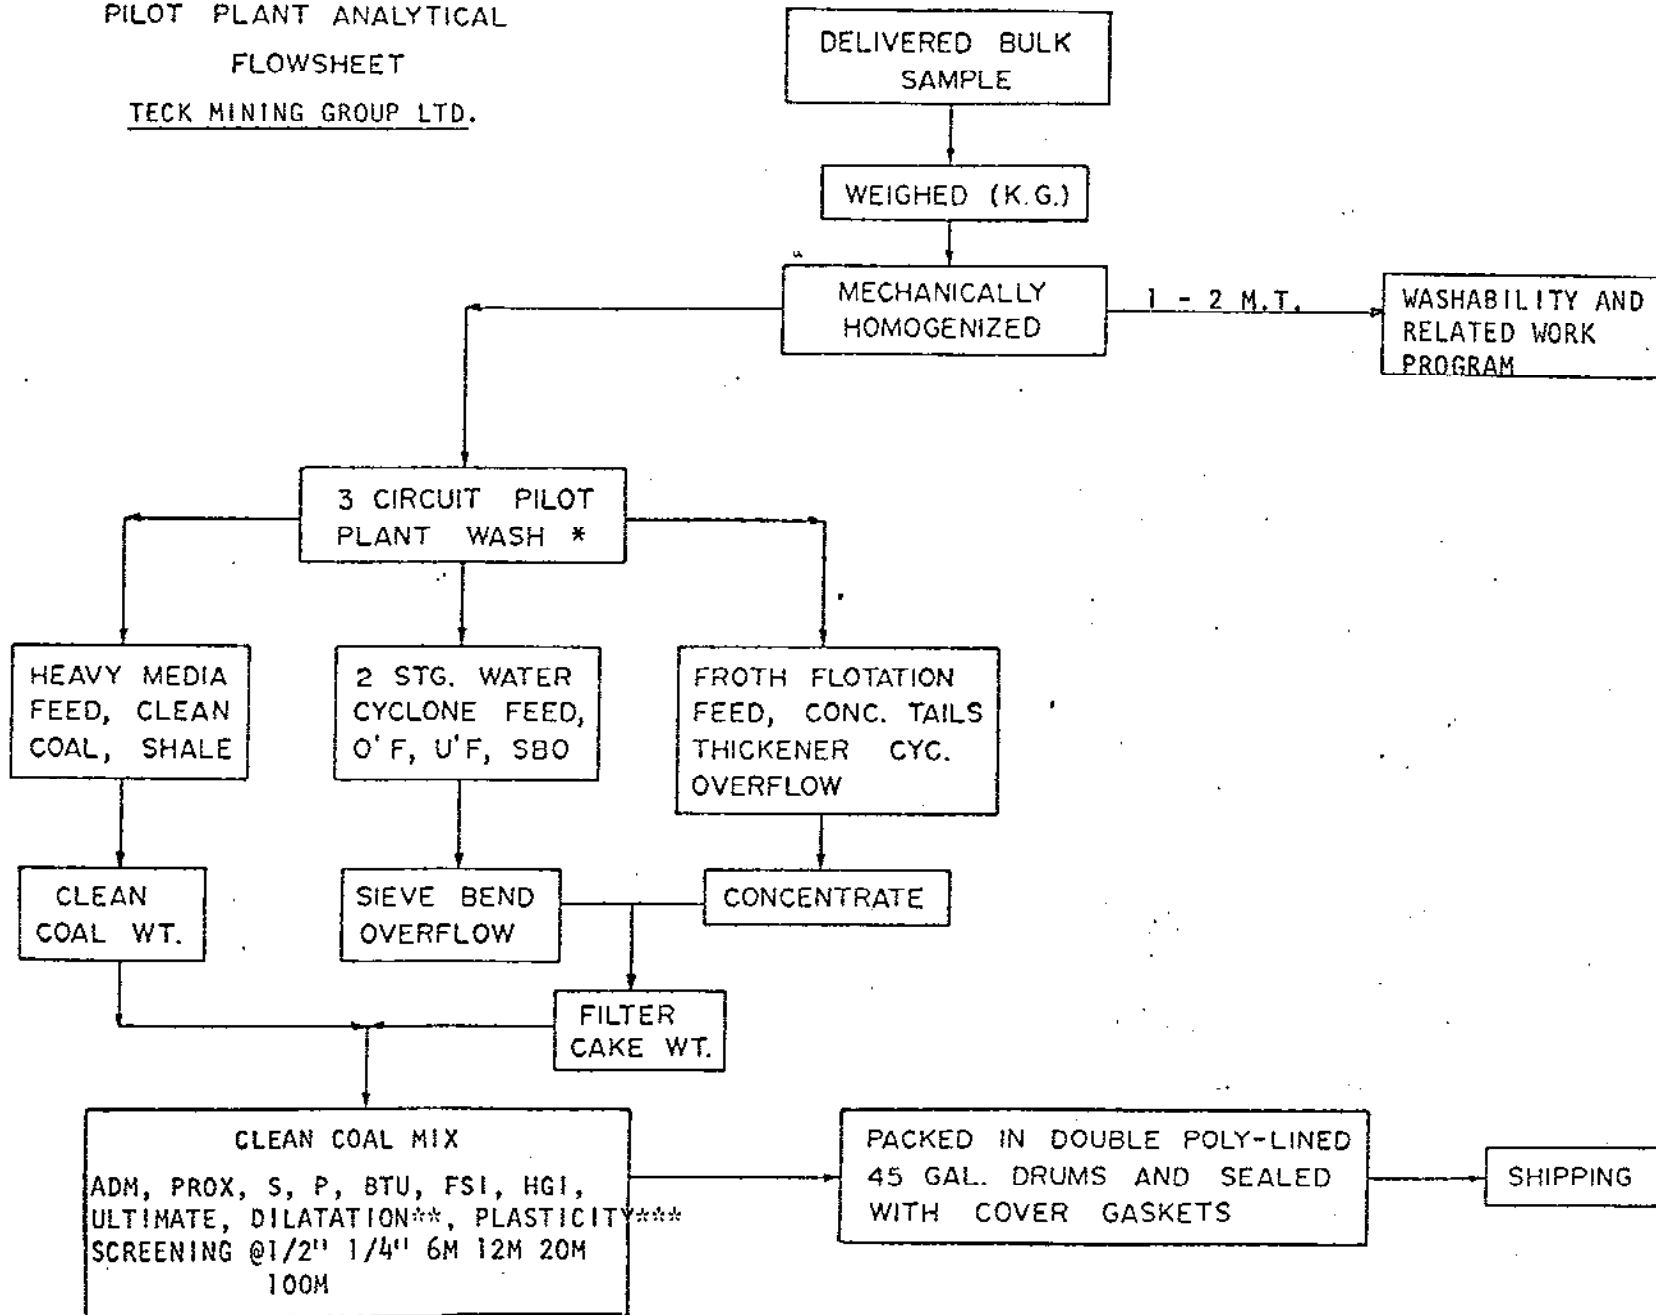 PILOT PLANT ANALYTICAL
FLOWSHEET
TECK MINING GROUP LTD.
DELIVERED BULK
SAMPLE
WEIGHED (K.G.)
MECHANICALLY
HOMOGENIZED
1 - 2 M.T.
WASHABILITY AND
RELATED WORK
PROGRAM
3 CIRCUIT PILOT
PLANT WASH *
HEAVY MEDIA
FEED, CLEAN
COAL, SHALE
2 STG. WATER
CYCLONE FEED,
O'F, U'F, SBO
FROTH FLOTATION
FEED, CONC. TAILS
THICKENER CYC.
OVERFLOW
CLEAN
COAL WT.
SIEVE BEND
OVERFLOW
CONCENTRATE
FILTER
CAKE WT.
CLEAN COAL MIX
ADM, PROX, S, P, BTU, FSI, HGI,
ULTIMATE, DILATATION**, PLASTICITY***
SCREENING @1/2" 1/4" 6M 12M 20M
100M
PACKED IN DOUBLE POLY-LINED
45 GAL. DRUMS AND SEALED
WITH COVER GASKETS
SHIPPING